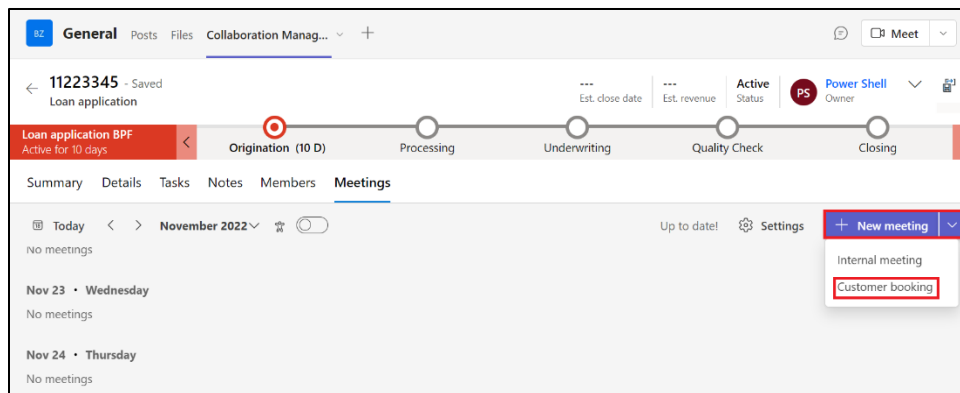 BZ General Posts Files Collaboration Manag... Meet
11223345 - Saved
Loan application
--- Est. close date
--- Est. revenue
Active Status
PS Power Shell Owner
Loan application BPF
Active for 10 days
Origination (10 D) Processing Underwriting Quality Check Closing
Summary Details Tasks Notes Members Meetings
Today November 2022 Up to date! Settings + New meeting
No meetings
Internal meeting
Customer booking
Nov 23 • Wednesday
No meetings
Nov 24 • Thursday
No meetings